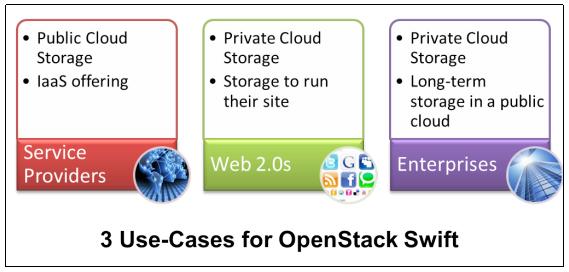 • Public Cloud
Storage
• IaaS offering
Service
Providers
• Private Cloud
Storage
• Storage to run
their site
Web 2.0s
• Private Cloud
Storage
• Long-term
storage in a public
cloud
Enterprises
3 Use-Cases for OpenStack Swift